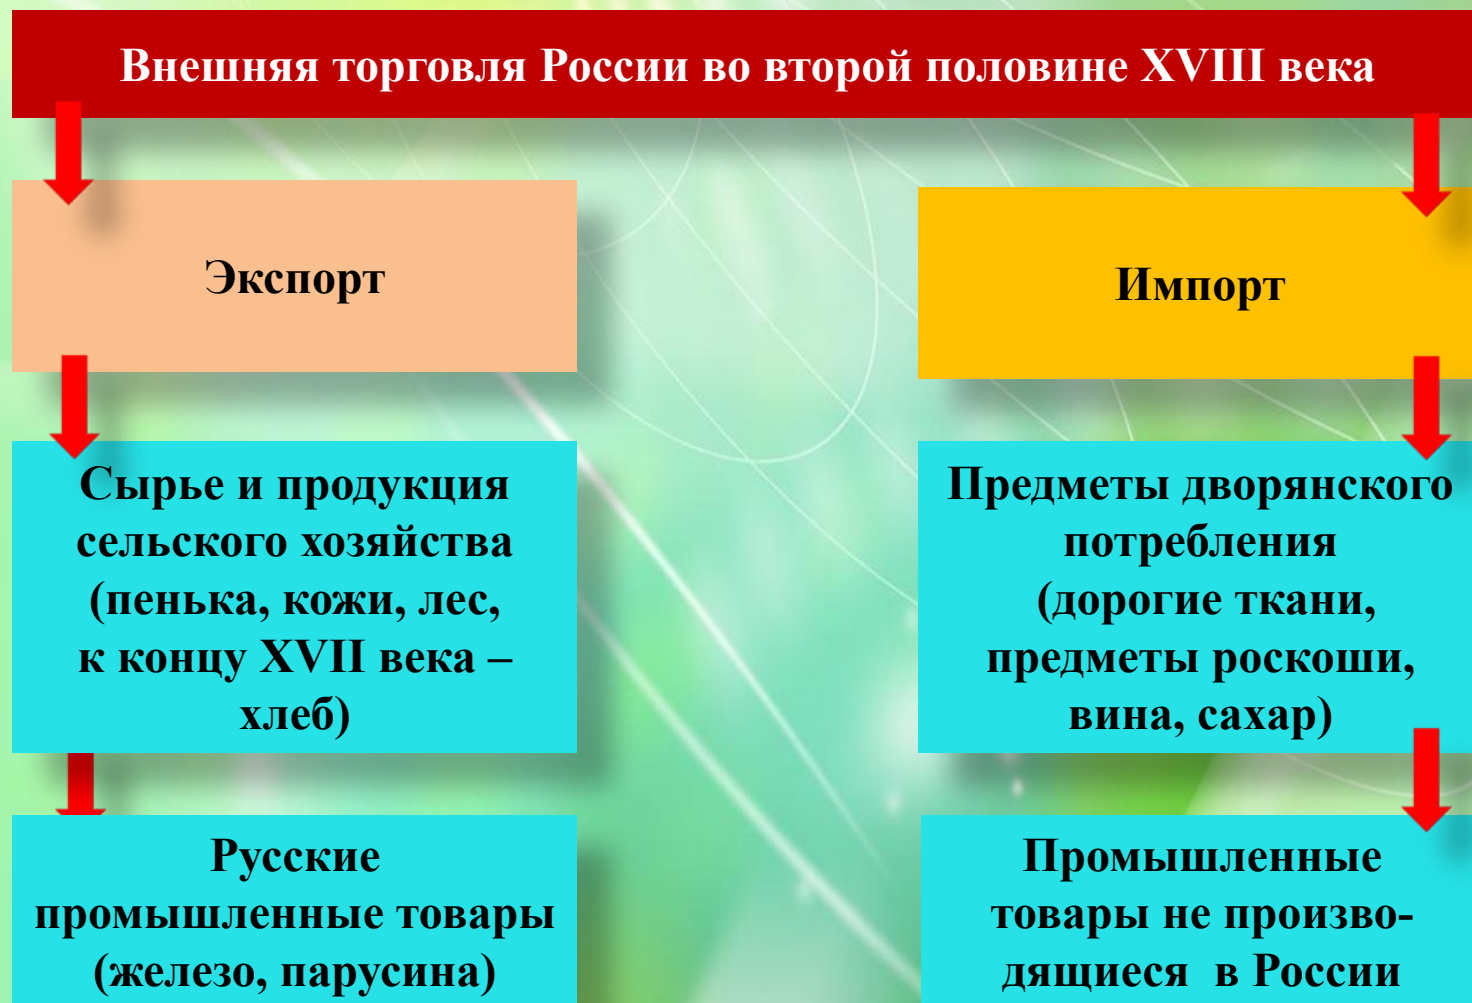 Внешняя торговля России во второй половине XVIII века
Экспорт
Импорт
Сырье и продукция
сельского хозяйства
(пенька, кожи, лес,
к концу XVII века –
хлеб)
Предметы дворянского
потребления
(дорогие ткани,
предметы роскоши,
вина, сахар)
Русские
промышленные товары
(железо, парусина)
Промышленные
товары не произво-
дящиеся в России